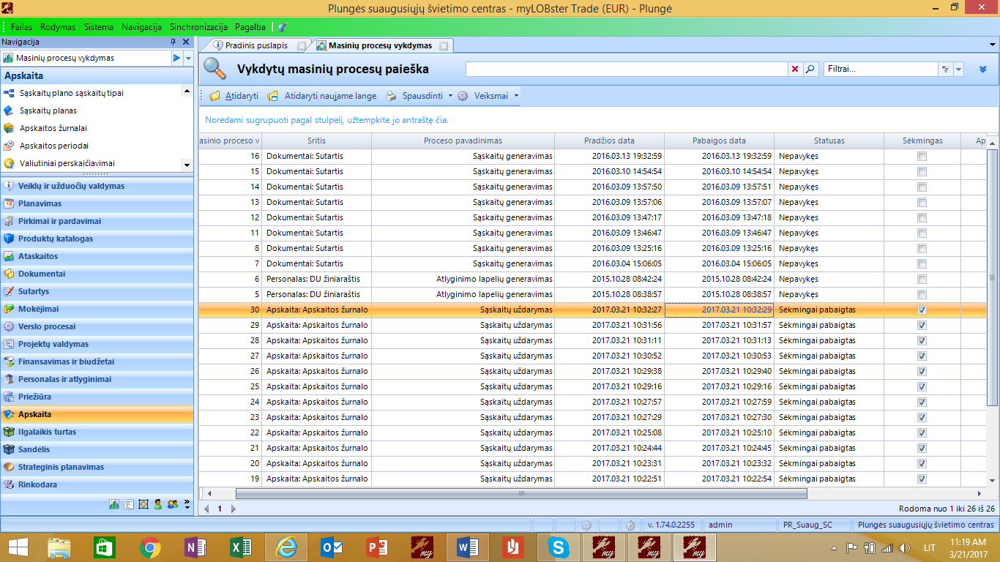 Plungės suaugusiųjų švietimo centras - myLOBster Trade (EUR) - Plungė
Failas Rodymas Sistema Navigacija Sinchronizacija Pagalba
Navigacija
Masinių procesų vykdymas
Apskaita
Sąskaitų plano sąskaitų tipai
Sąskaitų planas
Apskaitos žurnalai
Apskaitos periodai
Valiutiniai perskaičiavimai
Veiklų ir užduočių valdymas
Planavimas
Pirkimai ir pardavimai
Produktų katalogas
Ataskaitos
Dokumentai
Sutartys
Mokėjimai
Verslo procesai
Projektų valdymas
Finansavimas ir biudžetai
Personalas ir atlyginimai
Priežiūra
Apskaita
Ilgalaikis turtas
Sandėlis
Strateginis planavimas
Rinkodara
Pradinis puslapis Masinių procesų vykdymas
Vykdytų masinių procesų paieška Filtrai...
Atidaryti Atidaryti naujame lange Spausdinti Veiksmai
Norėdami sugrupuoti pagal stulpelį, užtempkite jo antraštę čia.
asinio proceso v Sritis Proceso pavadinimas Pradžios data Pabaigos data Statusas Sėkmingas Ap
16 Dokumentai: Sutartis Sąskaitų generavimas 2016.03.13 19:32:59 2016.03.13 19:32:59 Nepavykęs
15 Dokumentai: Sutartis Sąskaitų generavimas 2016.03.10 14:54:54 2016.03.10 14:54:54 Nepavykęs
14 Dokumentai: Sutartis Sąskaitų generavimas 2016.03.09 13:57:50 2016.03.09 13:57:51 Nepavykęs
13 Dokumentai: Sutartis Sąskaitų generavimas 2016.03.09 13:57:06 2016.03.09 13:57:07 Nepavykęs
12 Dokumentai: Sutartis Sąskaitų generavimas 2016.03.09 13:47:17 2016.03.09 13:47:18 Nepavykęs
11 Dokumentai: Sutartis Sąskaitų generavimas 2016.03.09 13:46:47 2016.03.09 13:46:47 Nepavykęs
8 Dokumentai: Sutartis Sąskaitų generavimas 2016.03.09 13:25:16 2016.03.09 13:25:16 Nepavykęs
7 Dokumentai: Sutartis Sąskaitų generavimas 2016.03.04 15:06:05 2016.03.04 15:06:05 Nepavykęs
6 Personalas: DU žiniaraštis Atlyginimo lapelių generavimas 2015.10.28 08:42:24 2015.10.28 08:42:24 Nepavykęs
5 Personalas: DU žiniaraštis Atlyginimo lapelių generavimas 2015.10.28 08:38:57 2015.10.28 08:38:57 Nepavykęs
30 Apskaita: Apskaitos žurnalo Sąskaitų uždarymas 2017.03.21 10:32:27 2017.03.21 10:32:29 Sėkmingai pabaigtas
29 Apskaita: Apskaitos žurnalo Sąskaitų uždarymas 2017.03.21 10:31:56 2017.03.21 10:31:57 Sėkmingai pabaigtas
28 Apskaita: Apskaitos žurnalo Sąskaitų uždarymas 2017.03.21 10:31:11 2017.03.21 10:31:13 Sėkmingai pabaigtas
27 Apskaita: Apskaitos žurnalo Sąskaitų uždarymas 2017.03.21 10:30:52 2017.03.21 10:30:53 Sėkmingai pabaigtas
26 Apskaita: Apskaitos žurnalo Sąskaitų uždarymas 2017.03.21 10:29:38 2017.03.21 10:29:40 Sėkmingai pabaigtas
25 Apskaita: Apskaitos žurnalo Sąskaitų uždarymas 2017.03.21 10:29:16 2017.03.21 10:29:16 Sėkmingai pabaigtas
24 Apskaita: Apskaitos žurnalo Sąskaitų uždarymas 2017.03.21 10:27:57 2017.03.21 10:27:59 Sėkmingai pabaigtas
23 Apskaita: Apskaitos žurnalo Sąskaitų uždarymas 2017.03.21 10:27:29 2017.03.21 10:27:30 Sėkmingai pabaigtas
22 Apskaita: Apskaitos žurnalo Sąskaitų uždarymas 2017.03.21 10:25:08 2017.03.21 10:25:10 Sėkmingai pabaigtas
21 Apskaita: Apskaitos žurnalo Sąskaitų uždarymas 2017.03.21 10:24:44 2017.03.21 10:24:45 Sėkmingai pabaigtas
20 Apskaita: Apskaitos žurnalo Sąskaitų uždarymas 2017.03.21 10:23:31 2017.03.21 10:23:32 Sėkmingai pabaigtas
19 Apskaita: Apskaitos žurnalo Sąskaitų uždarymas 2017.03.21 10:22:51 2017.03.21 10:22:54 Sėkmingai pabaigtas
1 Rodoma nuo 1 iki 26 iš 26
v. 1.74.0.2255 admin PR_Suaug_SC Plungės suaugusiųjų švietimo centras
LIT 11:19 AM
3/21/2017